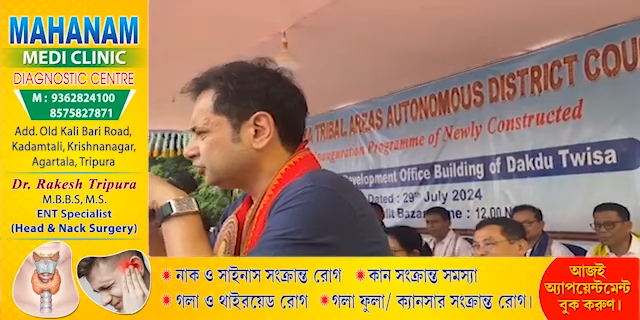 MAHANAM
MEDI CLINIC
DIAGNOSTIC CENTRE
M : 9362824100
8575827871
Add. Old Kali Bari Road,
Kadamtali, Krishnanagar,
Agartala, Tripura
Dr. Rakesh Tripura
M.B.B.S, M.S.
ENT Specialist
(Head & Nack Surgery)
TRIBAL AREAS AUTONOMOUS DISTRICT COU
Inauguration Programme of Newly Constructed
Development Office Building of Dakdu Twisa
Dated : 29th July 2024
Bazar
12.00
✷ নাক ও সাইনাস সংক্রান্ত রোগ ✷ কান সংক্রান্ত সমস্যা
✷ গলা ও থাইরয়েড রোগ ✷ গলা ফুলা/ ক্যানসার সংক্রান্ত রোগ।
আজই
অ্যাপয়েন্টমেন্ট
বুক করুণ।